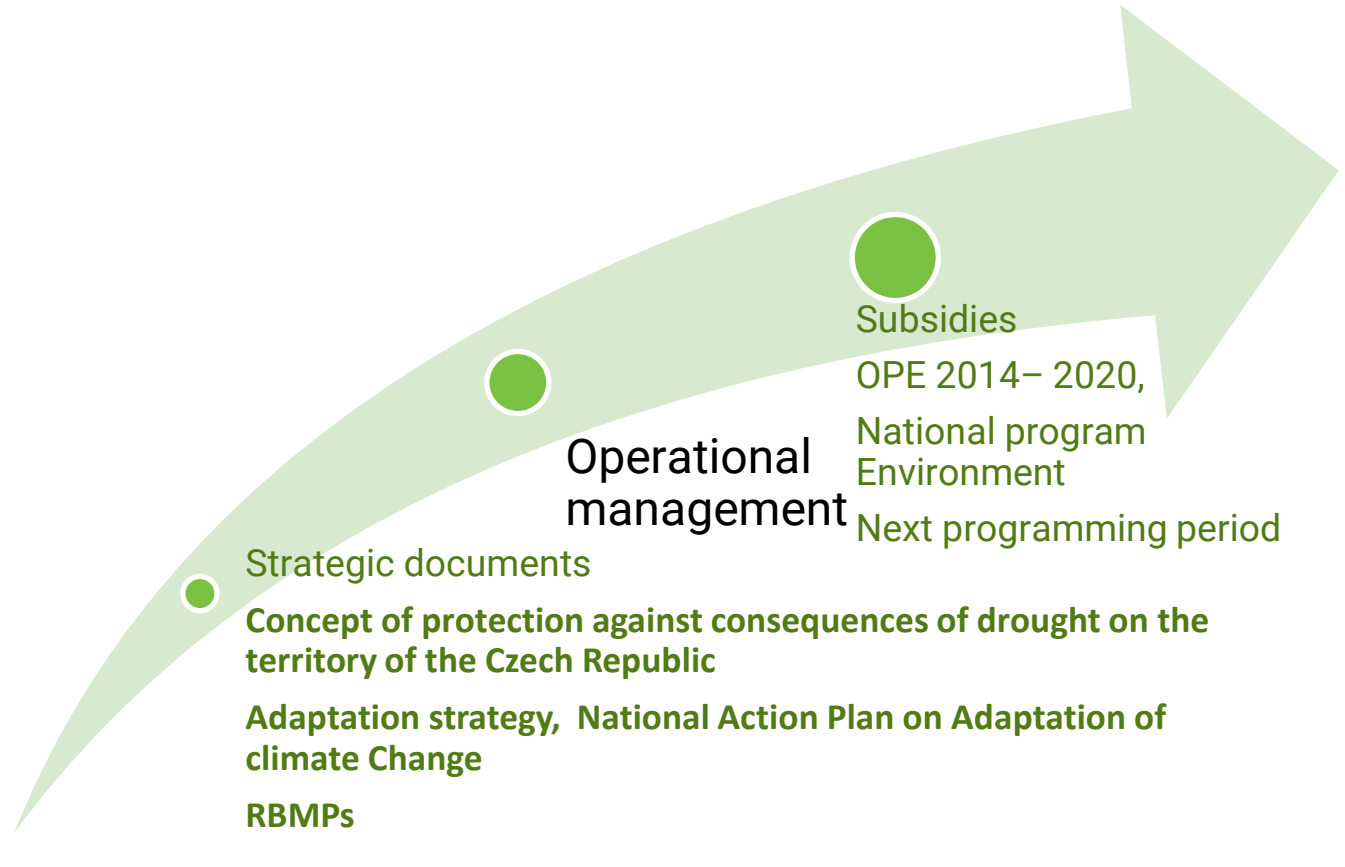 Subsidies
OPE 2014– 2020,
National program
Environment
Next programming period
Operational
management
Strategic documents
Concept of protection against consequences of drought on the
territory of the Czech Republic
Adaptation strategy,  National Action Plan on Adaptation of
climate Change
RBMPs